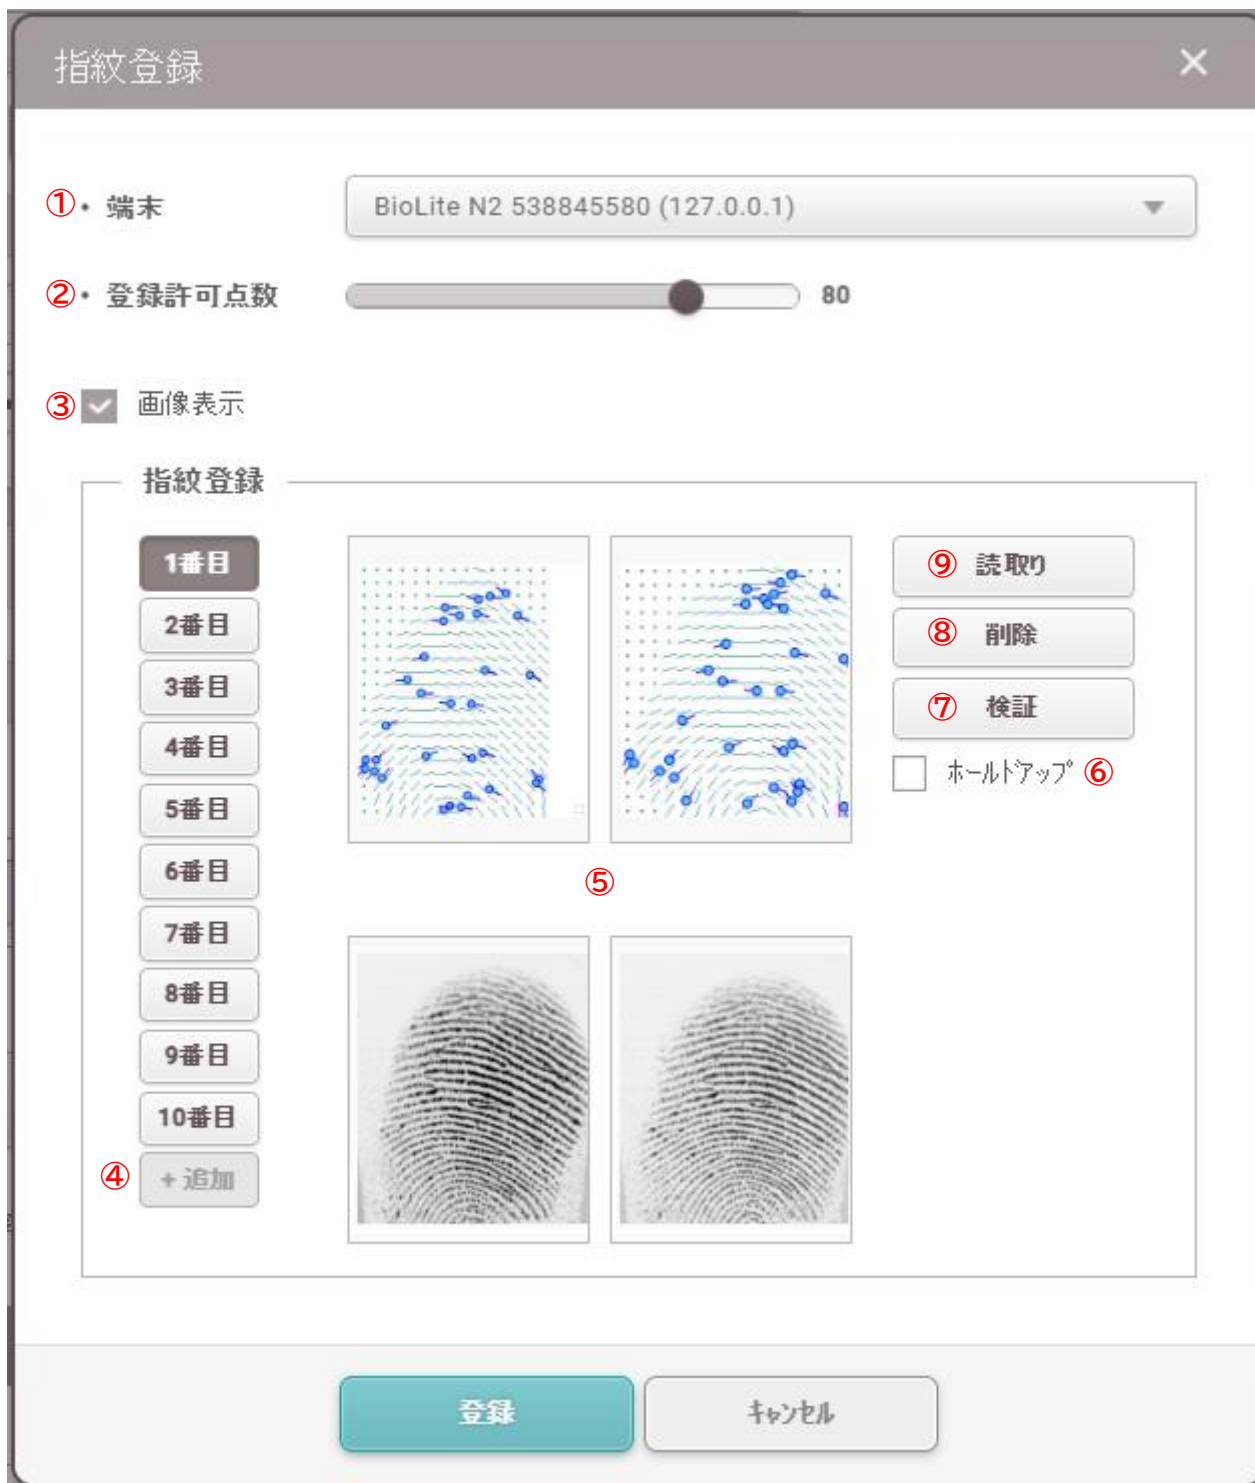 指紋登録 ×
①・端末 BioLite N2 538845580 (127.0.0.1)
②・登録許可点数 80
③ 画像表示
指紋登録
1番目
2番目
3番目
4番目
5番目
6番目
7番目
8番目
9番目
10番目
④ + 追加
⑤
⑨ 読取り
⑧ 削除
⑦ 検証
ホールドアップ ⑥
登録 キャンセル